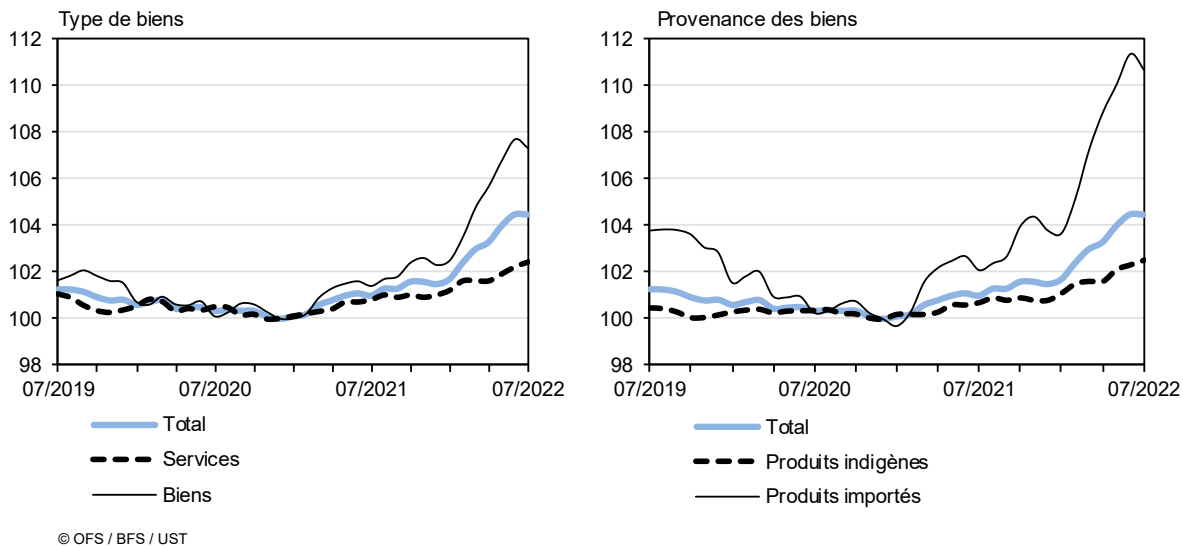 Type de biens
112
110
108
106
104
102
100
98
07/2019 07/2020 07/2021 07/2022
Total
Services
Biens
Provenance des biens
112
110
108
106
104
102
100
98
07/2019 07/2020 07/2021 07/2022
Total
Produits indigènes
Produits importés
© OFS / BFS / UST